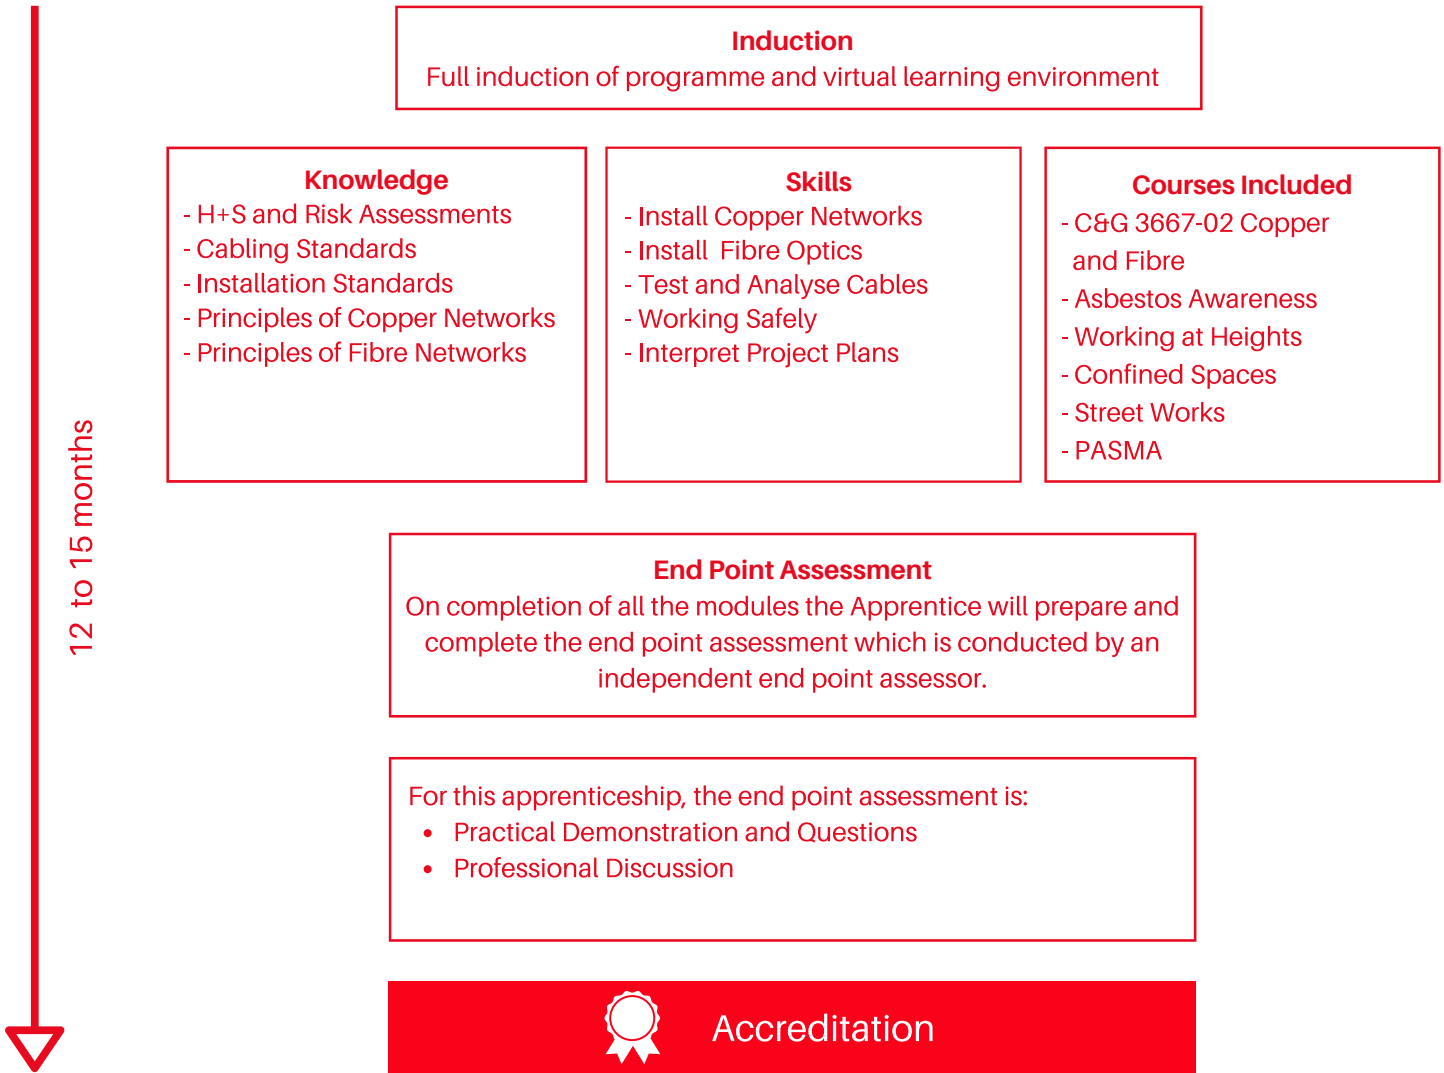 Induction
Full induction of programme and virtual learning environment
Knowledge
- H+S and Risk Assessments
- Cabling Standards
- Installation Standards
- Principles of Copper Networks
- Principles of Fibre Networks
Skills
- Install Copper Networks
- Install  Fibre Optics
- Test and Analyse Cables
- Working Safely
- Interpret Project Plans
Courses Included
- C&G 3667-02 Copper
and Fibre
- Asbestos Awareness
- Working at Heights
- Confined Spaces
- Street Works
- PASMA
12 to 15 months
End Point Assessment
On completion of all the modules the Apprentice will prepare and
complete the end point assessment which is conducted by an
independent end point assessor.
For this apprenticeship, the end point assessment is:
• Practical Demonstration and Questions
• Professional Discussion
Accreditation